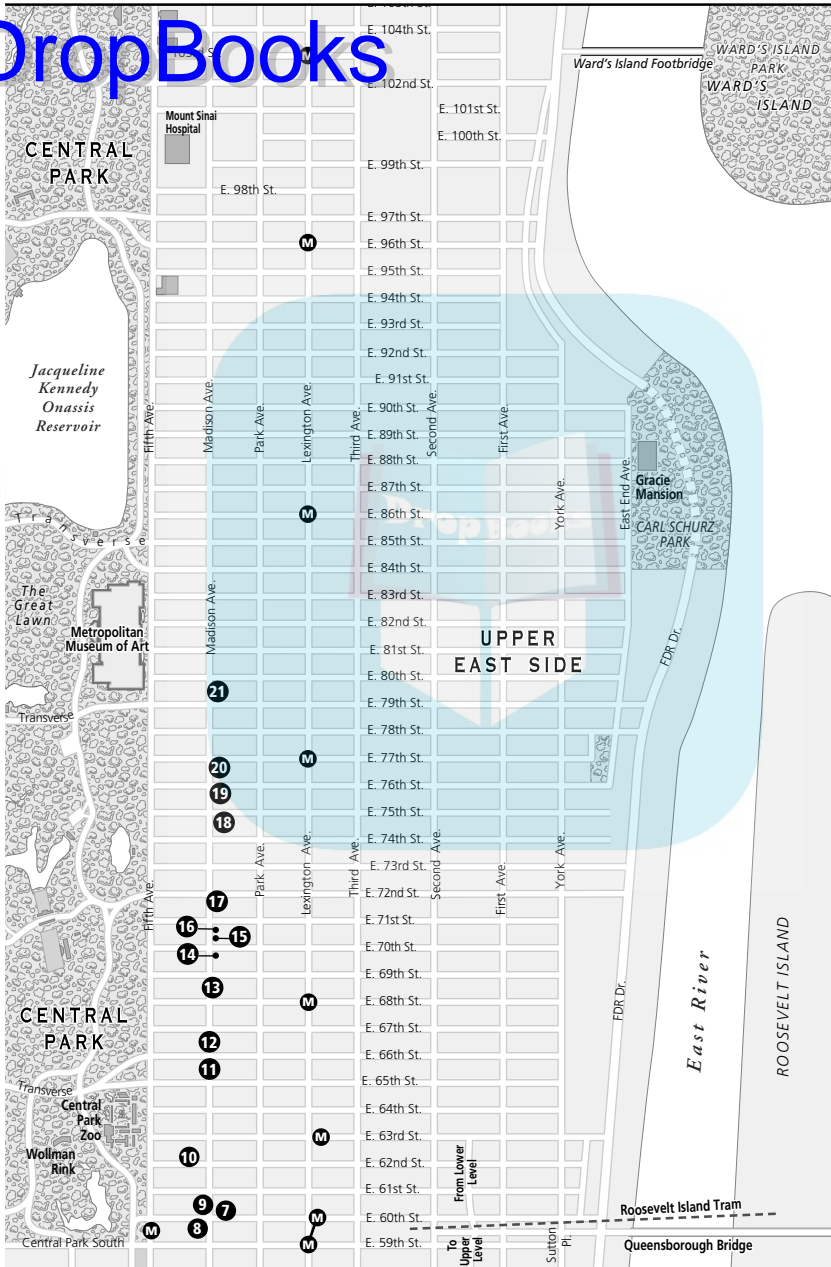 DropBooks
E. 104th St.
103rd St.
M
E. 102nd St.
Ward's Island Footbridge
WARD'S ISLAND
PARK
WARD'S
ISLAND
Mount Sinai
Hospital
E. 101st St.
E. 100th St.
CENTRAL
PARK
E. 99th St.
E. 98th St.
E. 97th St.
M
E. 96th St.
E. 95th St.
E. 94th St.
E. 93rd St.
E. 92nd St.
E. 91st St.
Jacqueline
Kennedy
Onassis
Reservoir
Fifth Ave.
Madison Ave.
Park Ave.
Lexington Ave.
Third Ave.
Second Ave.
First Ave.
York Ave.
East End Ave.
E. 90th St.
E. 89th St.
E. 88th St.
E. 87th St.
M
E. 86th St.
E. 85th St.
E. 84th St.
E. 83rd St.
DropBooks
Gracie
Mansion
CARL SCHURZ
PARK
Transverse
The
Great
Lawn
Metropolitan
Museum of Art
Madison Ave.
E. 82nd St.
E. 81st St.
E. 80th St.
UPPER
EAST SIDE
FDR Dr.
21
E. 79th St.
Transverse
E. 78th St.
M
E. 77th St.
20
E. 76th St.
19
E. 75th St.
18
E. 74th St.
E. 73rd St.
Fifth Ave.
Park Ave.
Lexington Ave.
Third Ave.
Second Ave.
First Ave.
York Ave.
E. 72nd St.
17
E. 71st St.
16
15
E. 70th St.
14
E. 69th St.
13
M
E. 68th St.
FDR Dr.
East River
ROOSEVELT ISLAND
CENTRAL
PARK
E. 67th St.
12
E. 66th St.
11
E. 65th St.
Transverse
Central
Park
Zoo
E. 64th St.
M
E. 63rd St.
Wollman
Rink
10
E. 62nd St.
From Lower
Level
E. 61st St.
9
7
M
E. 60th St.
Roosevelt Island Tram
M
8
Central Park South
M
E. 59th St.
To
Upper
Level
Sutton
Pl.
Queensborough Bridge